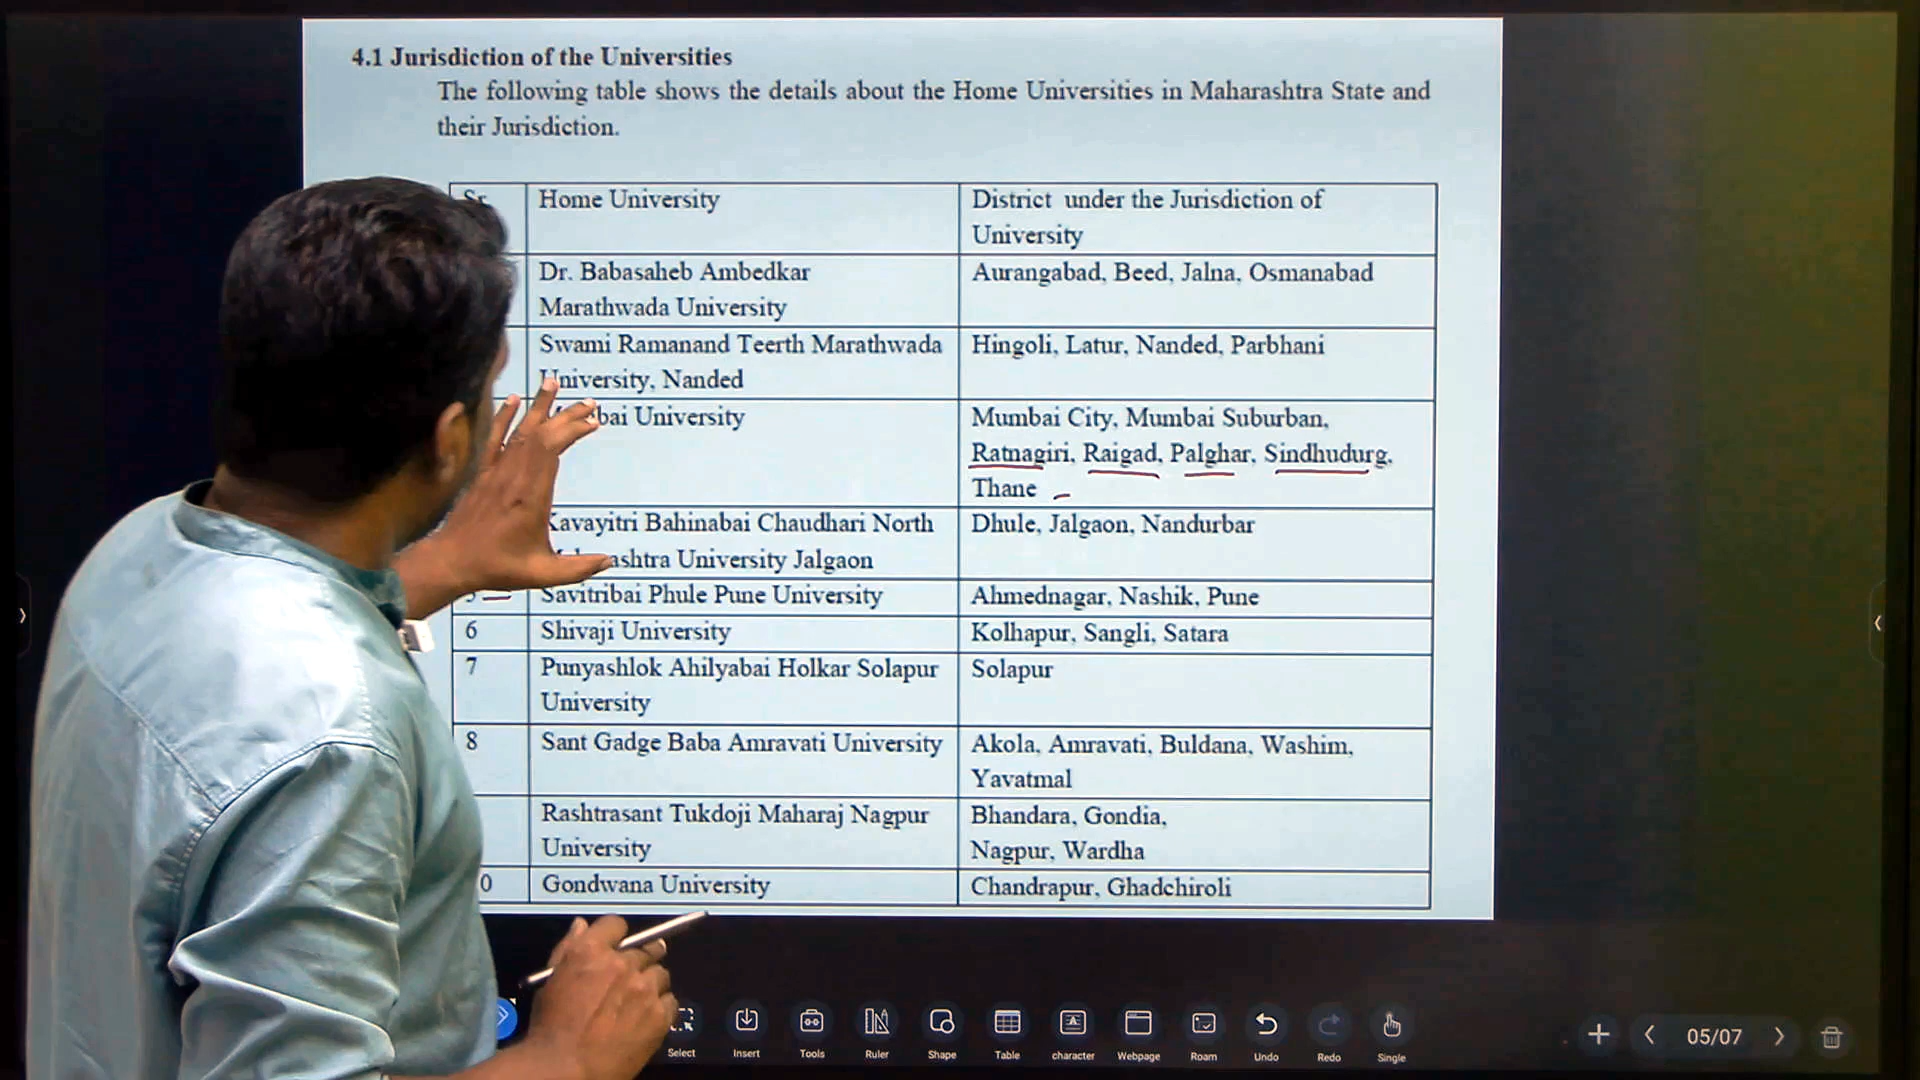 4.1 Jurisdiction of the Universities
The following table shows the details about the Home Universities in Maharashtra State and
their Jurisdiction.
Home University
District under the Jurisdiction of
University
Dr. Babasaheb Ambedkar
Marathwada University
Aurangabad, Beed, Jalna, Osmanabad
Swami Ramanand Teerth Marathwada
University, Nanded
Hingoli, Latur, Nanded, Parbhani
University
Mumbai City, Mumbai Suburban,
Ratnagiri, Raigad, Palghar, Sindhudurg,
Thane
Kavayitri Bahinabai Chaudhari North
University Jalgaon
Dhule, Jalgaon, Nandurbar
Savitribai Phule Pune University
Ahmednagar, Nashik, Pune
6
Shivaji University
Kolhapur, Sangli, Satara
7
Punyashlok Ahilyabai Holkar Solapur
University
Solapur
8
Sant Gadge Baba Amravati University
Akola, Amravati, Buldana, Washim,
Yavatmal
Rashtrasant Tukdoji Maharaj Nagpur
University
Bhandara, Gondia,
Nagpur, Wardha
Gondwana University
Chandrapur, Ghadchiroli
Select Insert Tools Ruler Shape Table character Webpage Roam Undo Redo Single
05/07